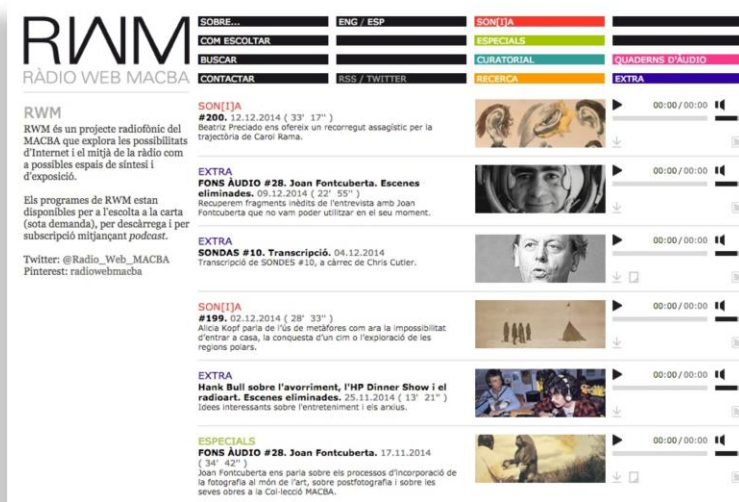 RWM
RÀDIO WEB MACBA
SOBRE...
COM ESCOLTAR
BUSCAR
CONTACTAR
ENG / ESP
RSS / TWITTER
SON[I]A
ESPECIALS
CURATORIAL
RECERCA
QUADERNS D'ÀUDIO
EXTRA
RWM
RWM és un projecte radiofònic del
MACBA que explora les possibilitats
d'Internet i el mitjà de la ràdio com
a possibles espais de síntesi i
d'exposició.
Els programes de RWM estan
disponibles per a l'escolta a la carta
(sota demanda), per descàrrega i per
subscripció mitjançant podcast.
Twitter: @Radio_Web_MACBA
Pinterest: radiowebmacba
SON[I]A
#200. 12.12.2014 ( 33' 17'' )
Beatriz Preciado ens ofereix un recorregut assagístic per la
trajectòria de Carol Rama.
00:00/00:00
EXTRA
FONS ÀUDIO #28. Joan Fontcuberta. Escenes
eliminades. 09.12.2014 ( 22' 55'' )
Recuperem fragments inèdits de l'entrevista amb Joan
Fontcuberta que no vam poder utilitzar en el seu moment.
00:00/00:00
EXTRA
SONDAS #10. Transcripció. 04.12.2014
Transcripció de SONDES #10, a càrrec de Chris Cutler.
00:00/00:00
SON[I]A
#199. 02.12.2014 ( 28' 33'' )
Alicia Kopf parla de l'ús de metàfores com ara la impossibilitat
d'entrar a casa, la conquesta d'un cim o l'exploració de les
regions polars.
00:00/00:00
EXTRA
Hank Bull sobre l'avorriment, l'HP Dinner Show i el
radioart. Escenes eliminades. 25.11.2014 ( 13' 21'' )
Idees interessants sobre l'entreteniment i els arxius.
00:00/00:00
ESPECIALS
FONS ÀUDIO #28. Joan Fontcuberta. 17.11.2014
( 34' 42'' )
Joan Fontcuberta ens parla sobre els processos d'incorporació de
la fotografia al món de l'art, sobre postfotografia i sobre les
seves obres a la Col·lecció MACBA.
00:00/00:00